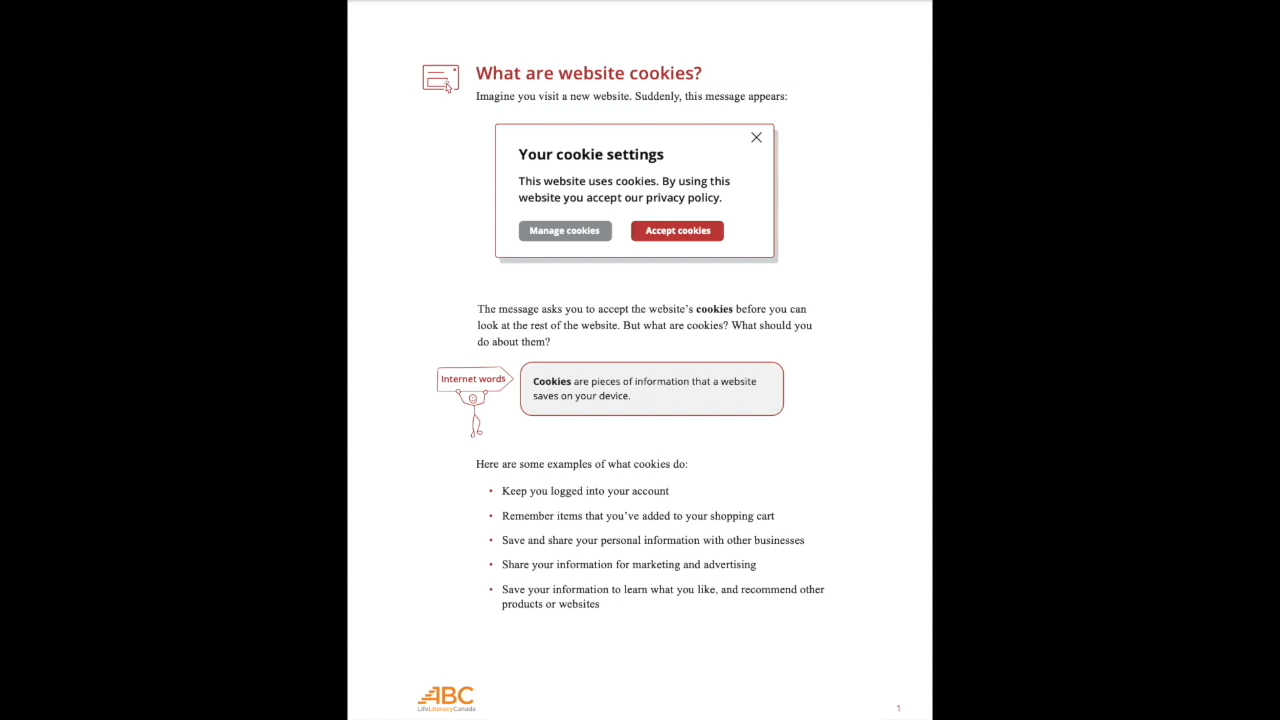 What are website cookies?
Imagine you visit a new website. Suddenly, this message appears:
Your cookie settings
This website uses cookies. By using this
website you accept our privacy policy.
Manage cookies
Accept cookies
The message asks you to accept the website’s cookies before you can
look at the rest of the website. But what are cookies? What should you
do about them?
Internet words
Cookies are pieces of information that a website
saves on your device.
Here are some examples of what cookies do:
• Keep you logged into your account
• Remember items that you’ve added to your shopping cart
• Save and share your personal information with other businesses
• Share your information for marketing and advertising
• Save your information to learn what you like, and recommend other
products or websites
ABC
LifeLiteracyCanada
1